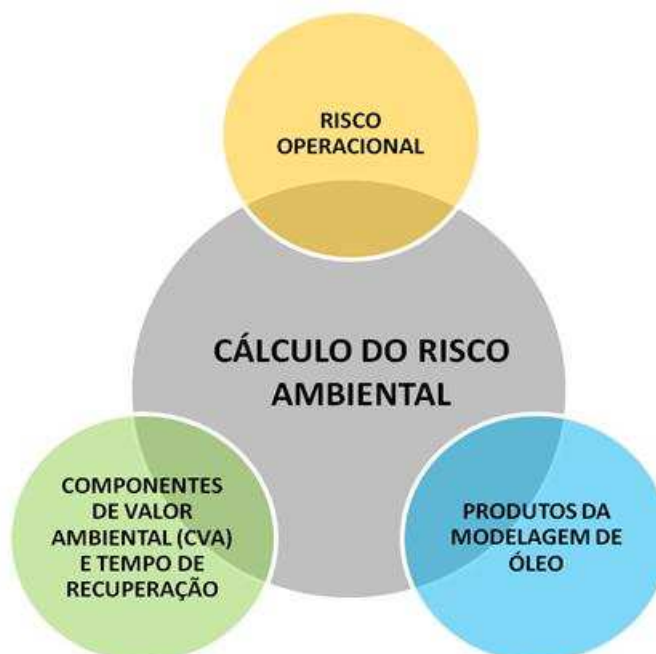 RISCO
OPERACIONAL
CÁLCULO DO RISCO
AMBIENTAL
COMPONENTES
DE VALOR
AMBIENTAL (CVA)
E TEMPO DE
RECUPERAÇÃO
PRODUTOS DA
MODELAGEM DE
ÓLEO